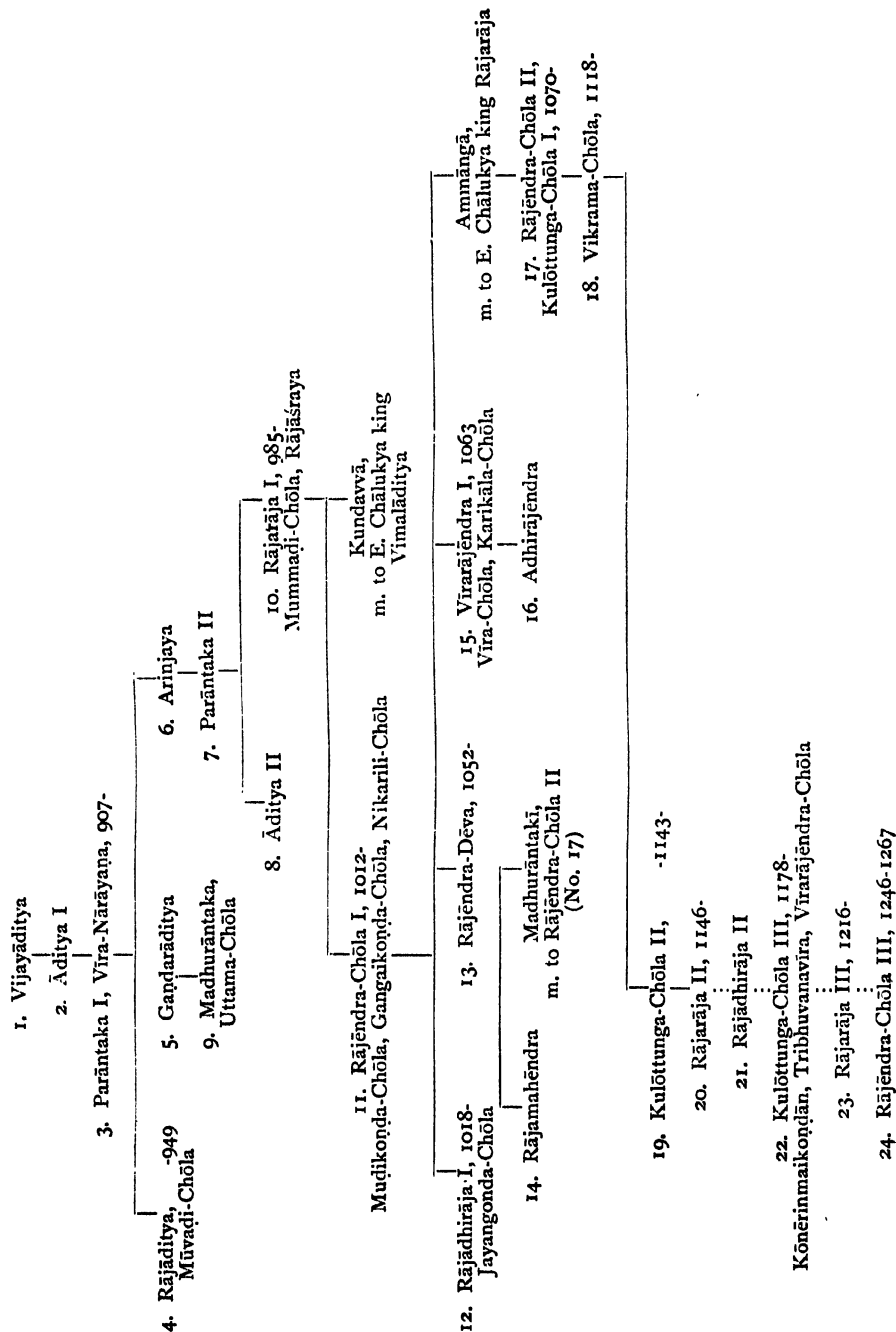 1. Vijayāditya
2. Āditya I
3. Parāntaka I, Vīra-Nārāyaṇa, 907-
4. Rājāditya, -949
Mūvaḍi-Chōla
5. Gaṇḍarāditya
6. Arinjaya
9. Madhurāntaka,
Uttama-Chōla
7. Parāntaka II
8. Āditya II
10. Rājarāja I, 985-
Mummaḍi-Chōla, Rājāśraya
11. Rājēndra-Chōla I, 1012-
Muḍikoṇḍa-Chōla, Gangaikoṇḍa-Chōla, Nikarili-Chōla
Kundavvā,
m. to E. Chālukya king
Vimalāditya
12. Rājādhirāja I, 1018-
Jayangonda-Chōla
13. Rājēndra-Dēva, 1052-
15. Vīrarājēndra I, 1063
Vīra-Chōla, Karikāla-Chōla
Ammāngā,
m. to E. Chālukya king Rājarāja
14. Rājamahēndra
Madhurāntakī,
m. to Rājēndra-Chōla II
(No. 17)
16. Adhirājēndra
17. Rājēndra-Chōla II,
Kulōttunga-Chōla I, 1070-
18. Vikrama-Chōla, 1118-
19. Kulōttunga-Chōla II, -1143-
20. Rājarāja II, 1146-
21. Rājādhirāja II
22. Kulōttunga-Chōla III, 1178-
Kōnērinmaikoṇḍān, Tribhuvanavīra, Vīrarājēndra-Chōla
23. Rājarāja III, 1216-
24. Rājēndra-Chōla III, 1246-1267